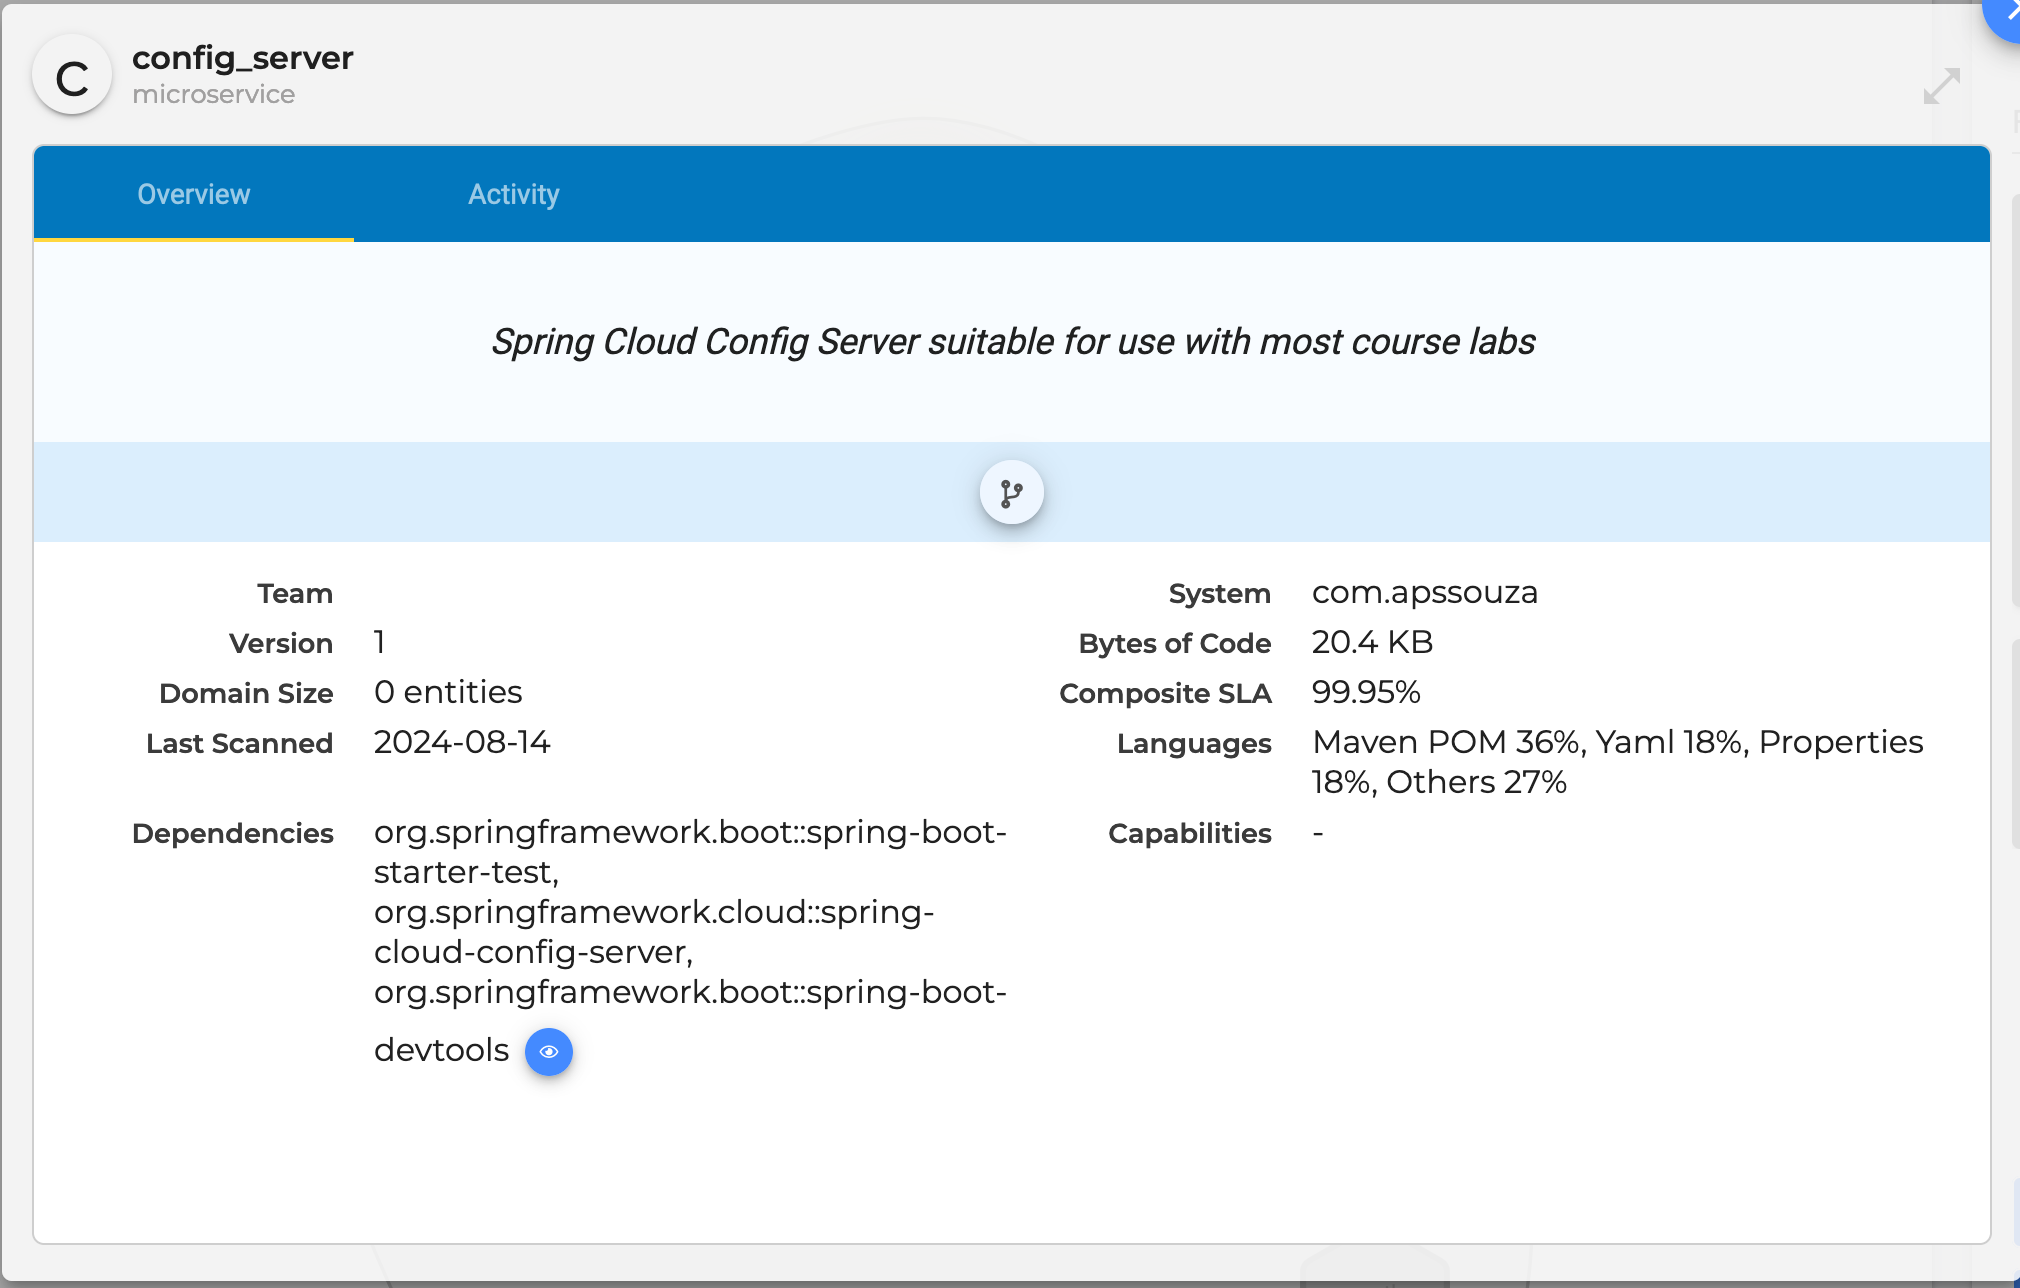 C
config_server
microservice
Overview
Activity
Spring Cloud Config Server suitable for use with most course labs
Team
System com.apssouza
Version 1
Bytes of Code 20.4 KB
Domain Size 0 entities
Composite SLA 99.95%
Last Scanned 2024-08-14
Languages Maven POM 36%, Yaml 18%, Properties
18%, Others 27%
Dependencies org.springframework.boot::spring-boot-
starter-test,
org.springframework.cloud::spring-
cloud-config-server,
org.springframework.boot::spring-boot-
devtools
Capabilities -